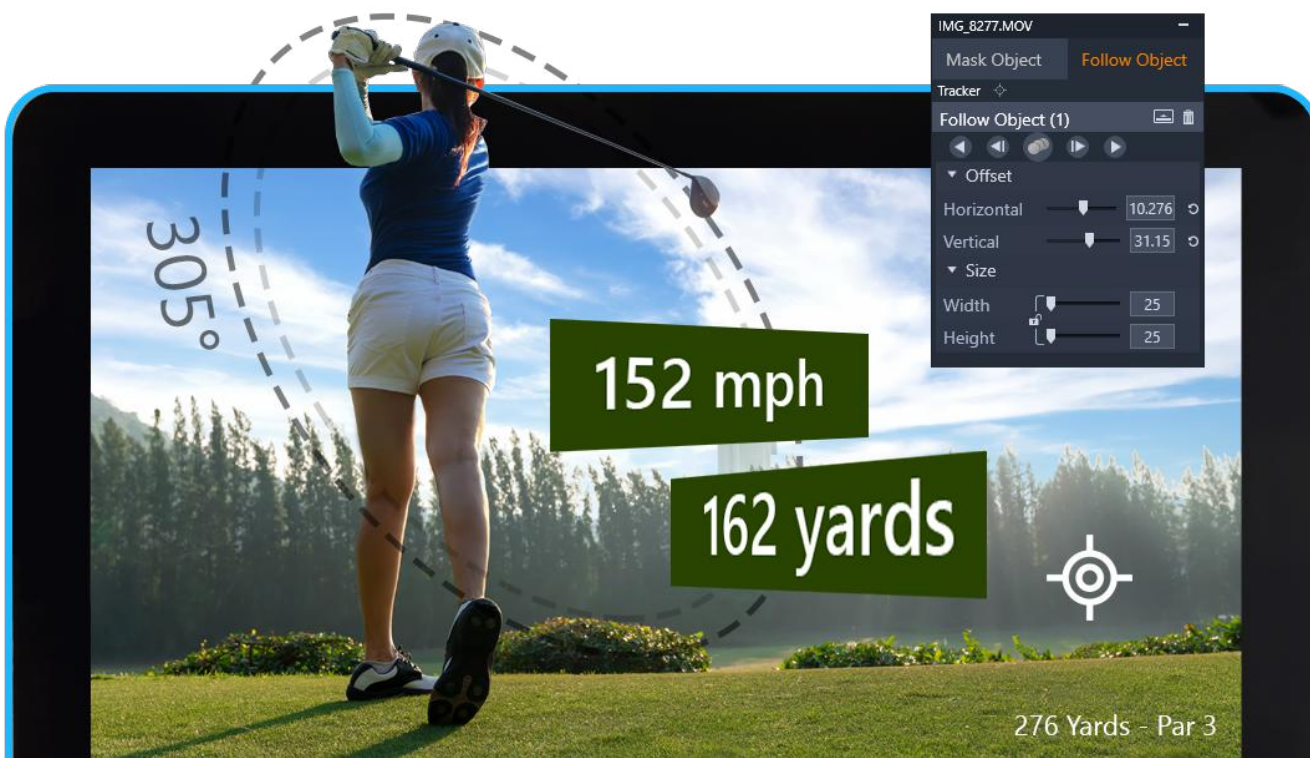 IMG_8277.MOV
Mask Object Follow Object
Tracker
Follow Object (1)
Offset
Horizontal 10.276
Vertical 31.15
Size
Width 25
Height 25
305°
152 mph
162 yards
276 Yards - Par 3